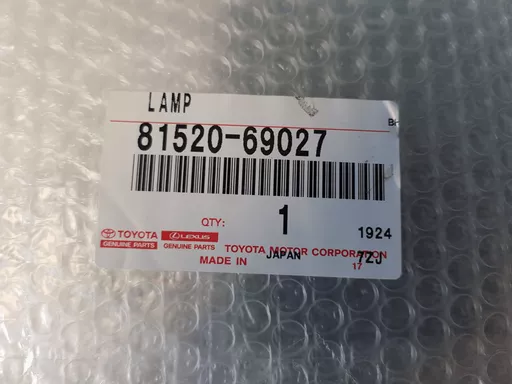 LAMP
81520-69027
QTY: 1 1924
TOYOTA LEXUS
GENUINE PARTS GENUINE PARTS TOYOTA MOTOR CORPORATION
MADE IN JAPAN 17 72J